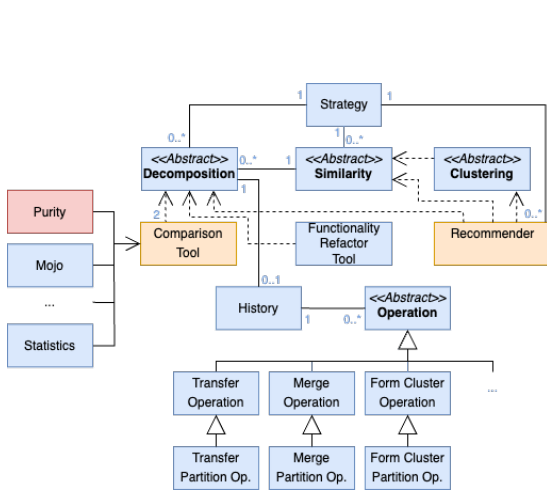 1
1
Strategy
1
0..*
0..*
<<Abstract>>
Decomposition
0..*
1
<<Abstract>>
Similarity
<<Abstract>>
Clustering
1
Purity
2
0..*
Comparison
Tool
Functionality
Refactor
Tool
Recommender
Mojo
0..1
...
History
1
0..*
<<Abstract>>
Operation
Statistics
Transfer
Operation
Merge
Operation
Form Cluster
Operation
...
Transfer
Partition Op.
Merge
Partition Op.
Form Cluster
Partition Op.